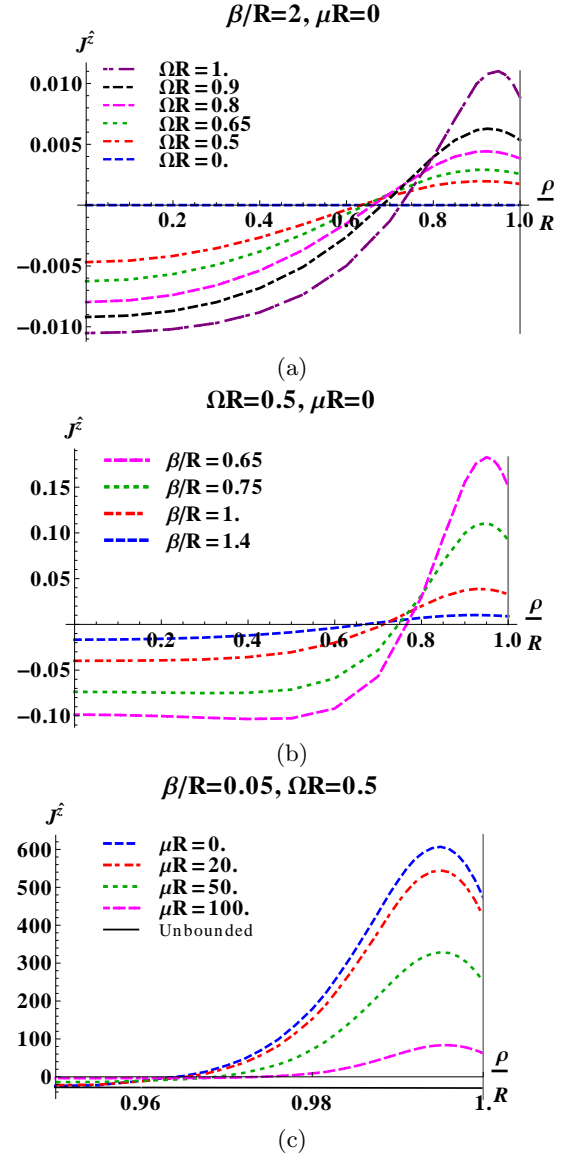 β/R=2, μR=0
J^ẑ
0.010
0.005
−0.005
−0.010
ΩR=1.
ΩR=0.9
ΩR=0.8
ΩR=0.65
ΩR=0.5
ΩR=0.
0.2 0.4 0.6 0.8 1.0
ρ/R
(a)
ΩR=0.5, μR=0
J^ẑ
0.15
0.10
0.05
−0.05
−0.10
β/R=0.65
β/R=0.75
β/R=1.
β/R=1.4
0.2 0.4 0.6 0.8 1.0
ρ/R
(b)
β/R=0.05, ΩR=0.5
J^ẑ
600
500
400
300
200
100
0
μR=0.
μR=20.
μR=50.
μR=100.
Unbounded
0.96 0.98 1.
ρ/R
(c)